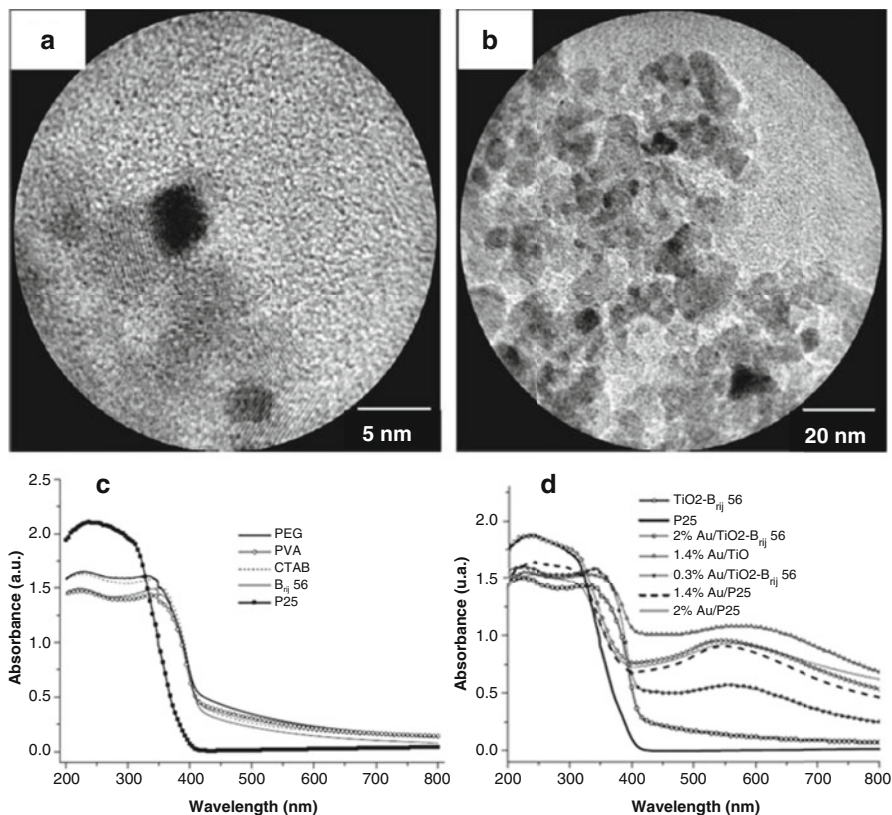 a
b
5 nm
20 nm
c
2.5
2.0
1.5
1.0
0.5
0.0
200 300 400 500 600 700 800
Absorbance (a.u.)
Wavelength (nm)
PEG
PVA
CTAB
Brij 56
P25
d
2.0
1.5
1.0
0.5
0.0
200 300 400 500 600 700 800
Absorbance (u.a.)
Wavelength (nm)
TiO2-Brij 56
P25
2% Au/TiO2-Brij 56
1.4% Au/TiO
0.3% Au/TiO2-Brij 56
1.4% Au/P25
2% Au/P25